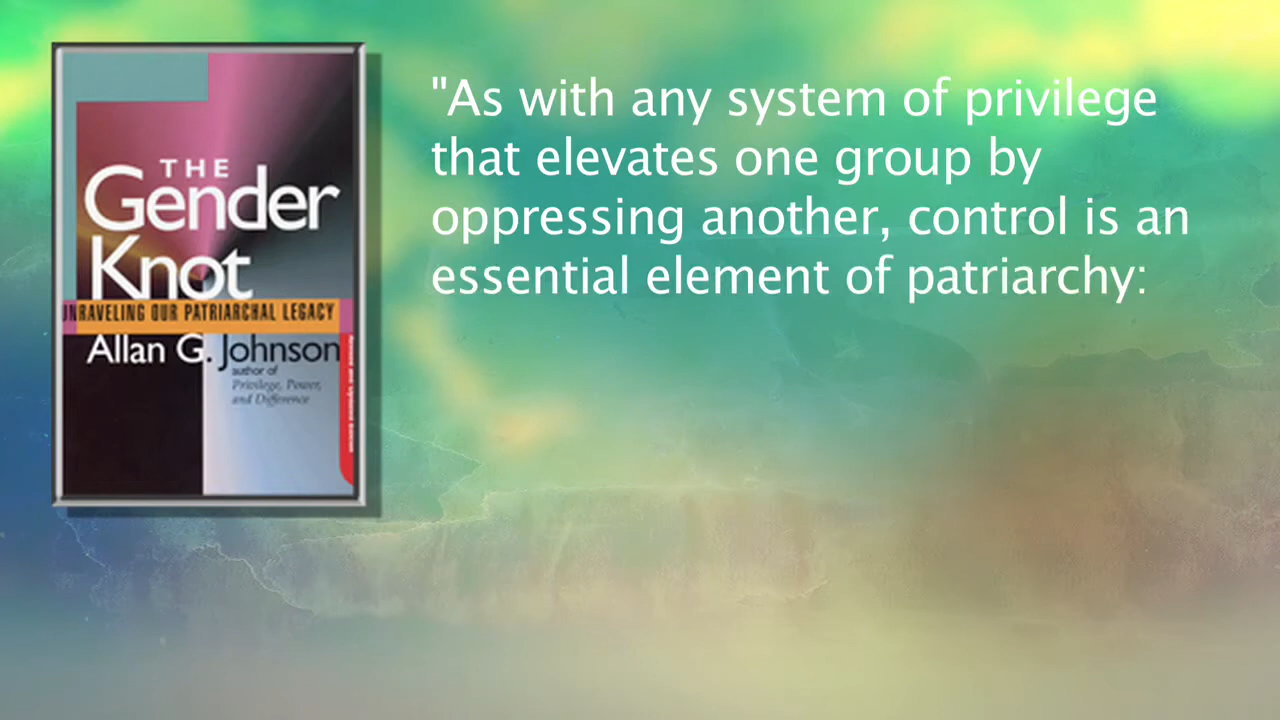 THE
Gender
Knot
UNRAVELING OUR PATRIARCHAL LEGACY
Allan G. Johnson
author of
Privilege, Power,
and Difference
"As with any system of privilege
that elevates one group by
oppressing another, control is an
essential element of patriarchy: